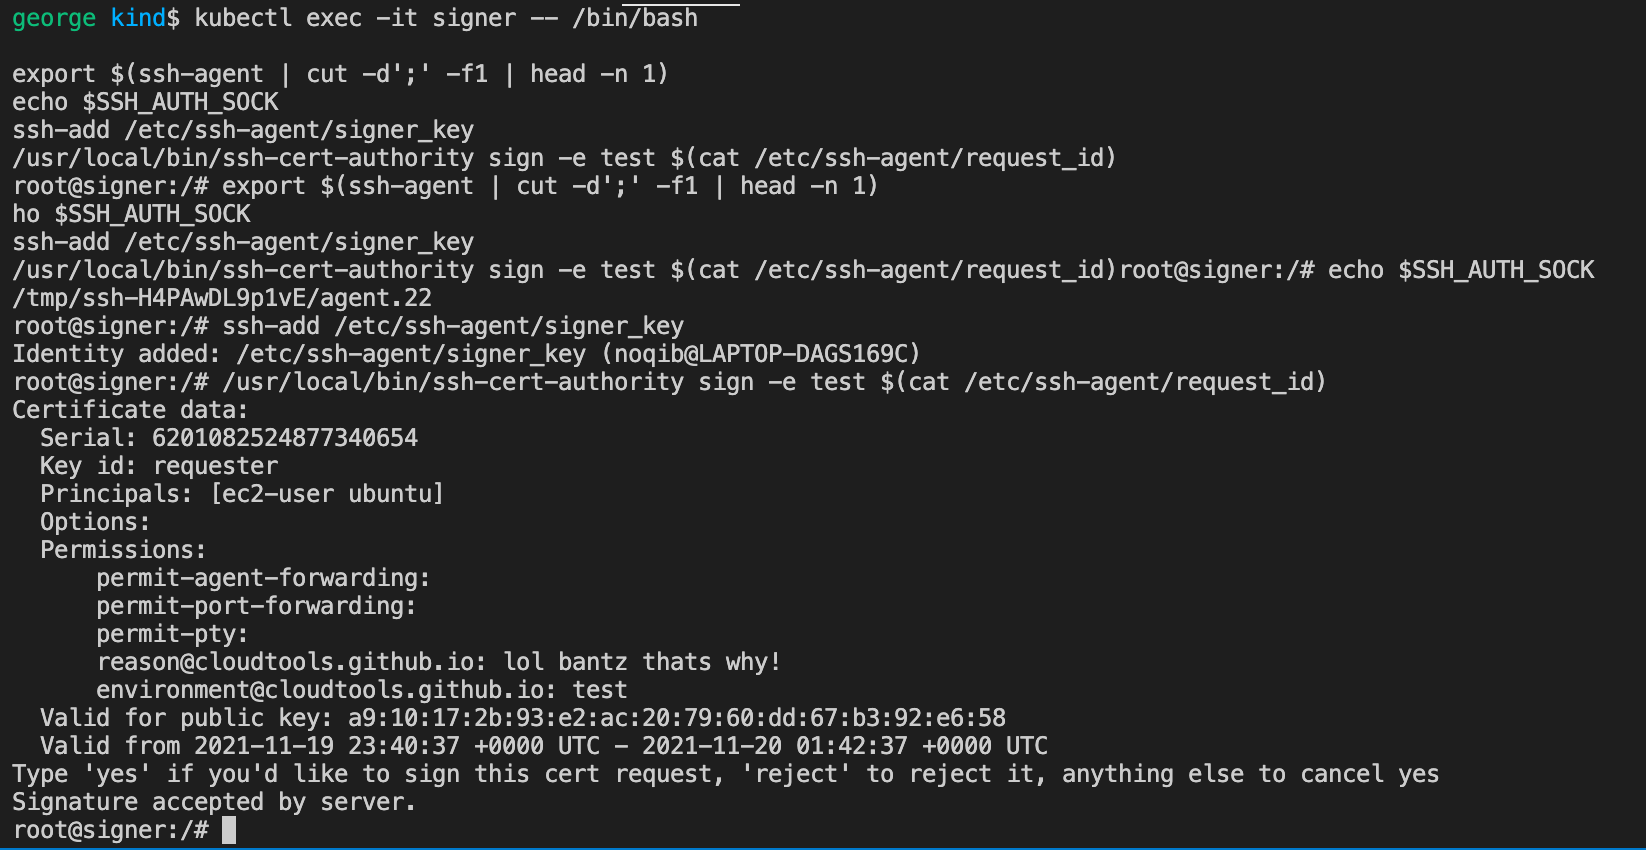 george kind$ kubectl exec -it signer -- /bin/bash
export $(ssh-agent | cut -d';' -f1 | head -n 1)
echo $SSH_AUTH_SOCK
ssh-add /etc/ssh-agent/signer_key
/usr/local/bin/ssh-cert-authority sign -e test $(cat /etc/ssh-agent/request_id)
root@signer:/# export $(ssh-agent | cut -d';' -f1 | head -n 1)
ho $SSH_AUTH_SOCK
ssh-add /etc/ssh-agent/signer_key
/usr/local/bin/ssh-cert-authority sign -e test $(cat /etc/ssh-agent/request_id)root@signer:/# echo $SSH_AUTH_SOCK
/tmp/ssh-H4PAwDL9p1vE/agent.22
root@signer:/# ssh-add /etc/ssh-agent/signer_key
Identity added: /etc/ssh-agent/signer_key (noqib@LAPTOP-DAGS169C)
root@signer:/# /usr/local/bin/ssh-cert-authority sign -e test $(cat /etc/ssh-agent/request_id)
Certificate data:
  Serial: 6201082524877340654
  Key id: requester
  Principals: [ec2-user ubuntu]
  Options:
  Permissions:
      permit-agent-forwarding:
      permit-port-forwarding:
      permit-pty:
      reason@cloudtools.github.io: lol bantz thats why!
      environment@cloudtools.github.io: test
  Valid for public key: a9:10:17:2b:93:e2:ac:20:79:60:dd:67:b3:92:e6:58
  Valid from 2021-11-19 23:40:37 +0000 UTC - 2021-11-20 01:42:37 +0000 UTC
Type 'yes' if you'd like to sign this cert request, 'reject' to reject it, anything else to cancel yes
Signature accepted by server.
root@signer:/#